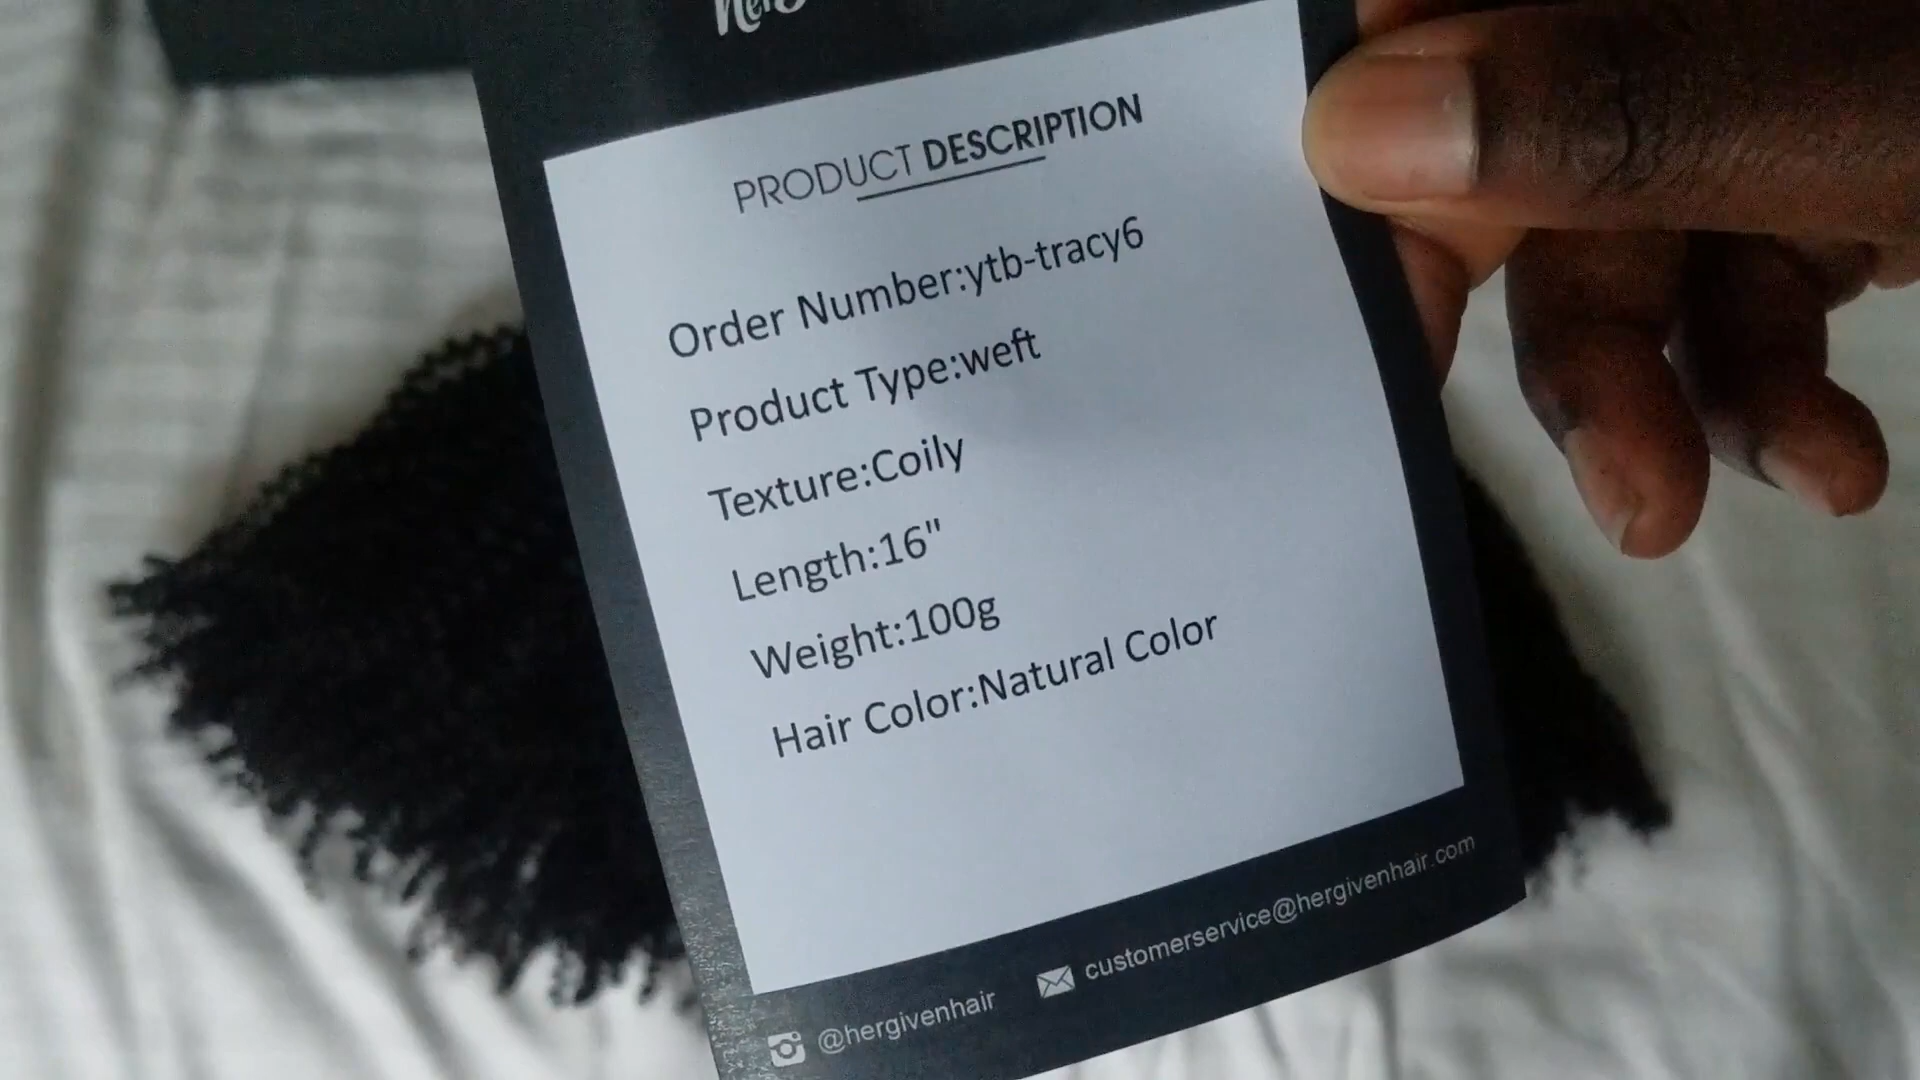 PRODUCT DESCRIPTION
Order Number:ytb-tracy6
Product Type:weft
Texture:Coily
Length:16"
Weight:100g
Hair Color:Natural Color
@hergivenhair customerservice@hergivenhair.com